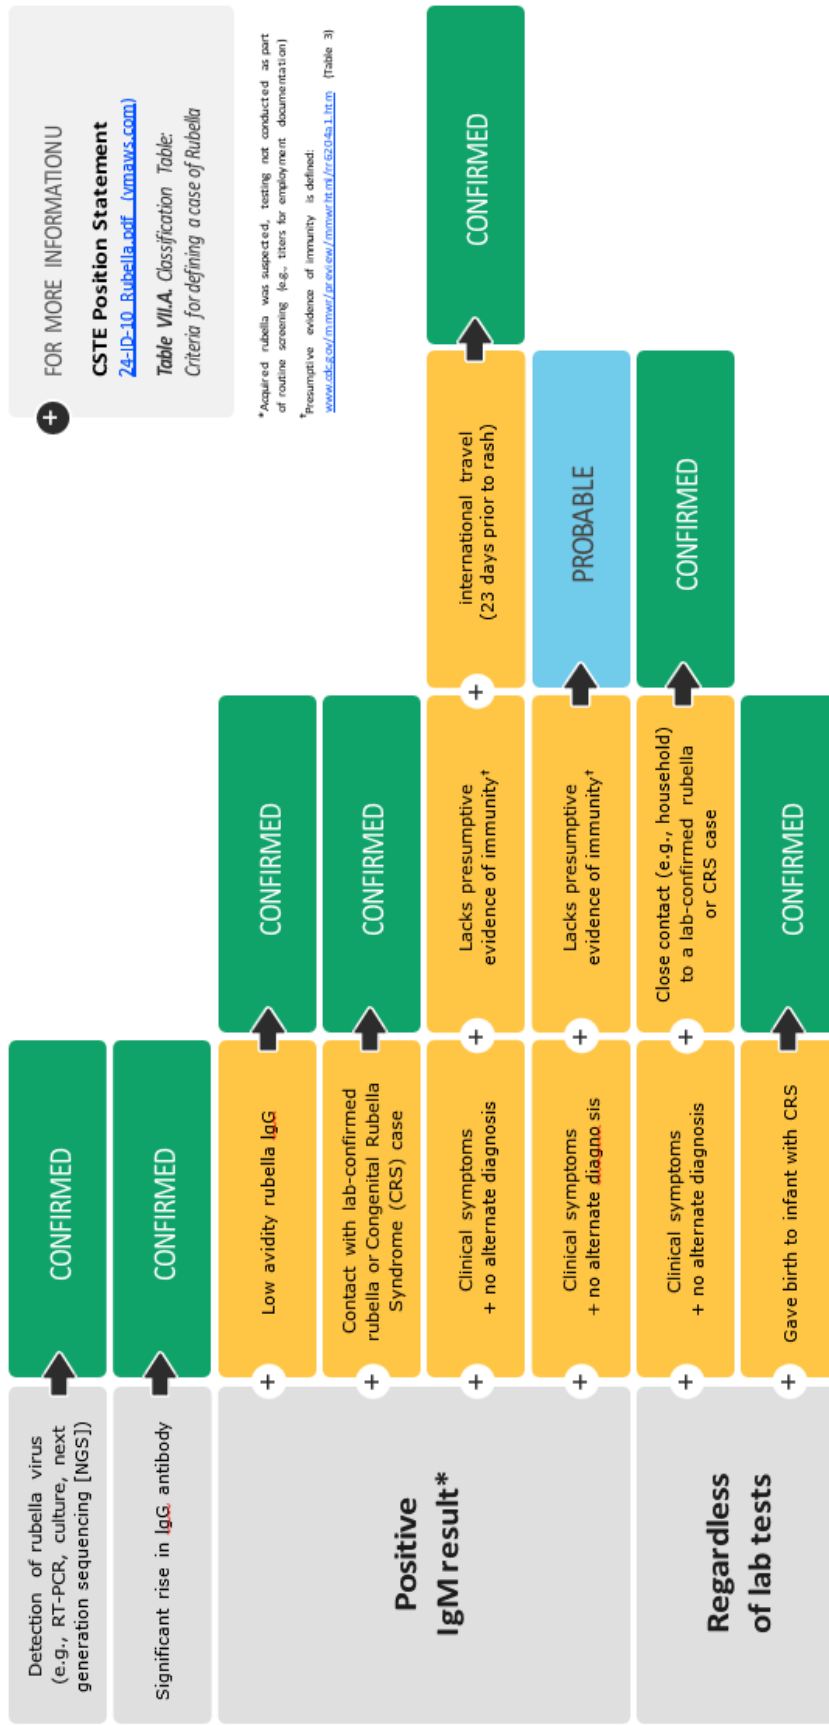 Detection of rubella virus
(e.g., RT-PCR, culture, next
generation sequencing [NGS])
CONFIRMED
Significant rise in IgG antibody
CONFIRMED
Positive
IgM result*
+
Low avidity rubella IgG
CONFIRMED
+
Contact with lab-confirmed
rubella or Congenital Rubella
Syndrome (CRS) case
CONFIRMED
+
Clinical symptoms
+ no alternate diagnosis
+
Lacks presumptive
evidence of immunity†
+
international travel
(23 days prior to rash)
CONFIRMED
+
Clinical symptoms
+ no alternate diagno sis
+
Lacks presumptive
evidence of immunity†
PROBABLE
Regardless
of lab tests
+
Clinical symptoms
+ no alternate diagnosis
+
Close contact (e.g., household)
to a lab-confirmed rubella
or CRS case
CONFIRMED
+
Gave birth to infant with CRS
CONFIRMED
+
FOR MORE INFORMATIONU
CSTE Position Statement
24-ID-10_Rubella.pdf (vmaws.com)
Table VII.A. Classification Table:
Criteria for defining a case of Rubella
*Acquired rubella was suspected, testing not conducted as part
of routine screening (e.g., titers for employment documentation)
†Presumptive evidence of immunity is defined:
www.cdc.gov/mmwr/preview/mmwrhtml/rr6204a1.htm (Table 3)